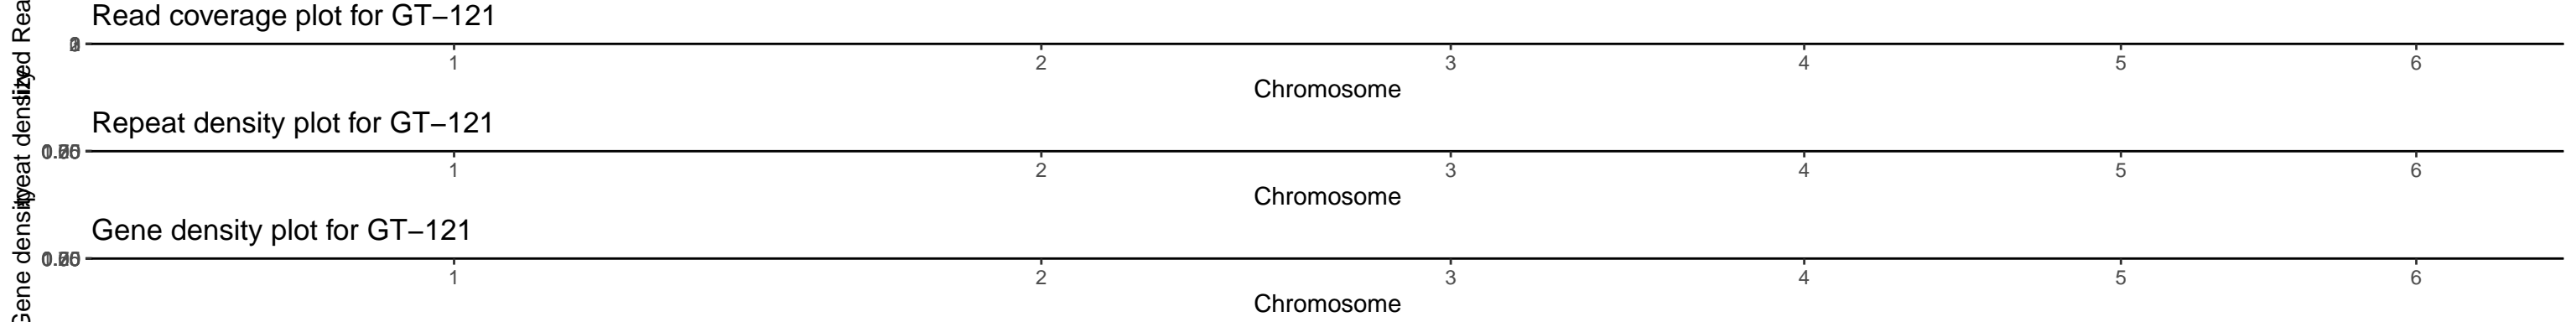 Read coverage plot for GT–121
1 2 3 4 5 6
Chromosome
Repeat density plot for GT–121
1 2 3 4 5 6
Chromosome
Gene density plot for GT–121
1 2 3 4 5 6
Chromosome
Gene density